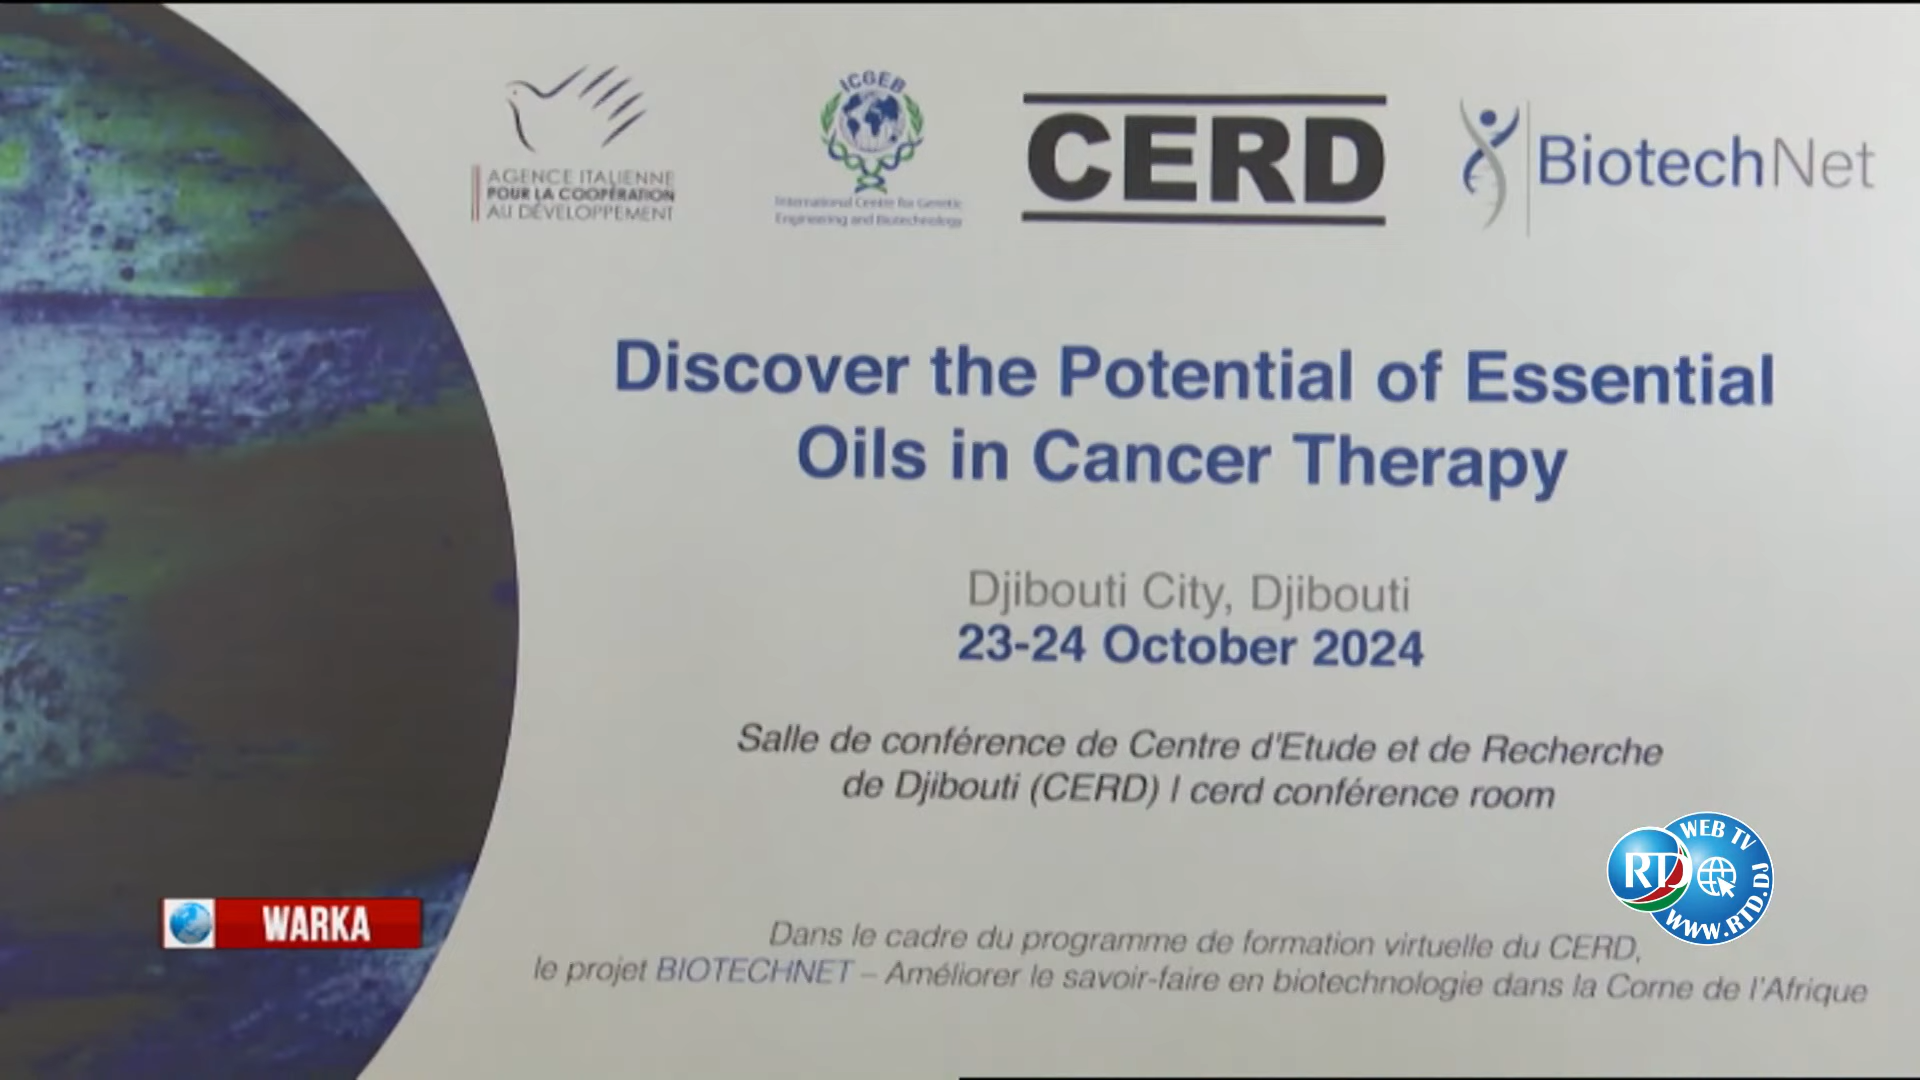 AGENCE ITALIENNE
POUR LA COOPÉRATION
AU DÉVELOPPEMENT
ICGEB
International Centre for Genetic
Engineering and Biotechnology
CERD
BiotechNet
Discover the Potential of Essential
Oils in Cancer Therapy
Djibouti City, Djibouti
23-24 October 2024
Salle de conférence de Centre d'Etude et de Recherche
de Djibouti (CERD) I cerd conférence room
WEB TV
RTD
WWW.RTD.DJ
WARKA
Dans le cadre du programme de formation virtuelle du CERD,
le projet BIOTECHNET – Améliorer le savoir-faire en biotechnologie dans la Corne de l'Afrique